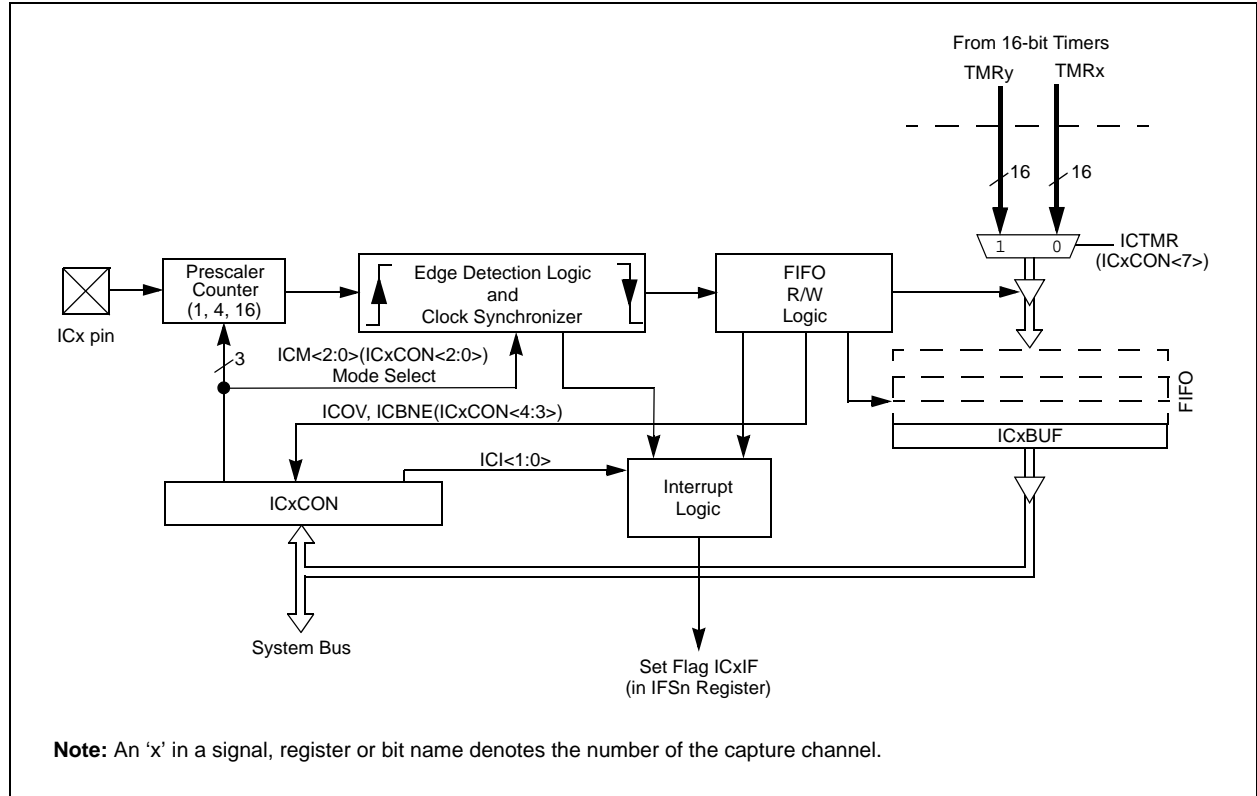 From 16-bit Timers
TMRy TMRx
16 16
1 0
ICTMR
(ICxCON<7>)
Prescaler
Counter
(1, 4, 16)
Edge Detection Logic
and
Clock Synchronizer
FIFO
R/W
Logic
ICx pin
3
ICM<2:0>(ICxCON<2:0>)
Mode Select
FIFO
ICOV, ICBNE(ICxCON<4:3>)
ICxBUF
ICI<1:0>
ICxCON
Interrupt
Logic
System Bus
Set Flag ICxIF
(in IFSn Register)
Note: An ‘x’ in a signal, register or bit name denotes the number of the capture channel.